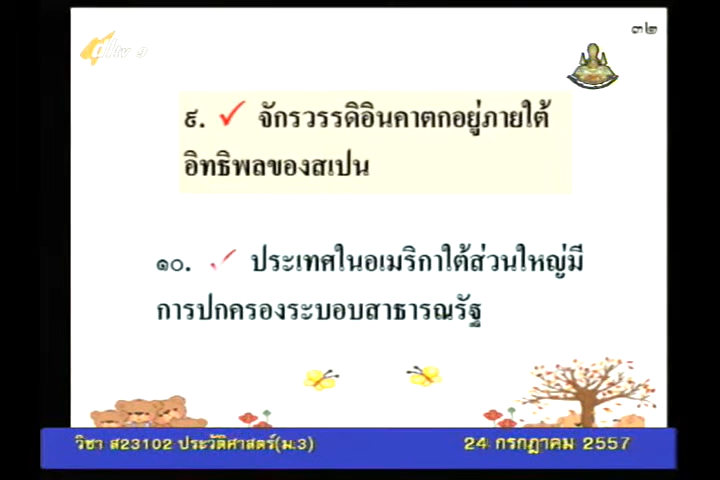 ๓๒
๙. ✓ จักรวรรดิอินคาตกอยู่ภายใต้
อิทธิพลของสเปน
๑๐. ✓ ประเทศในอเมริกาใต้ส่วนใหญ่มี
การปกครองระบอบสาธารณรัฐ
วิชา ส23102 ประวัติศาสตร์(ม.3) 24 กรกฎาคม 2557